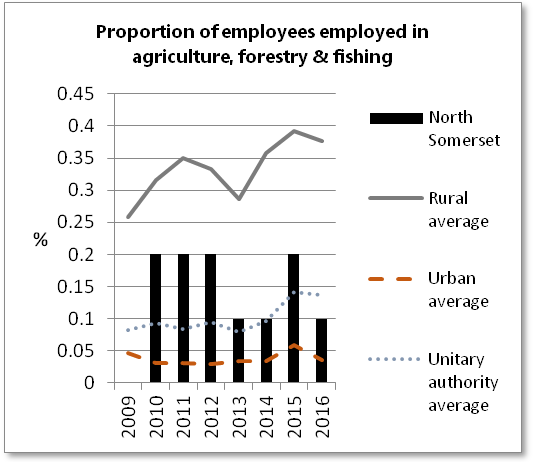 Proportion of employees employed in
agriculture, forestry & fishing
0.45
0.4
0.35
0.3
0.25
0.2
0.15
0.1
0.05
0
%
2009
2010
2011
2012
2013
2014
2015
2016
North
Somerset
Rural
average
Urban
average
Unitary
authority
average